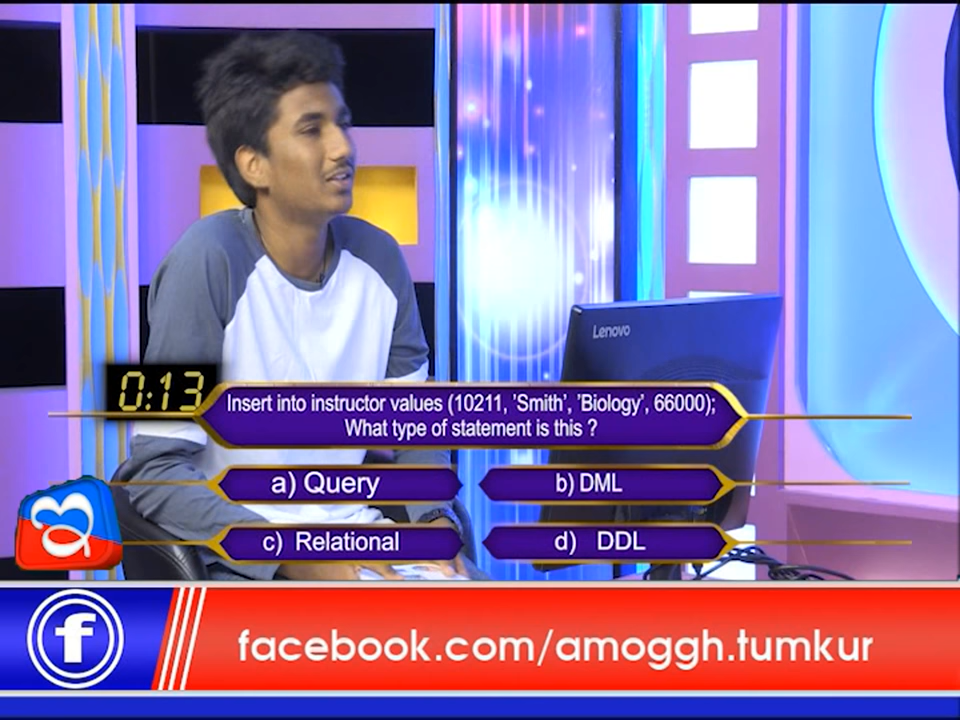 Lenovo
0:13
Insert into instructor values (10211, 'Smith', 'Biology', 66000);
What type of statement is this ?
a) Query
b) DML
c) Relational
d) DDL
f facebook.com/amoggh.tumkur